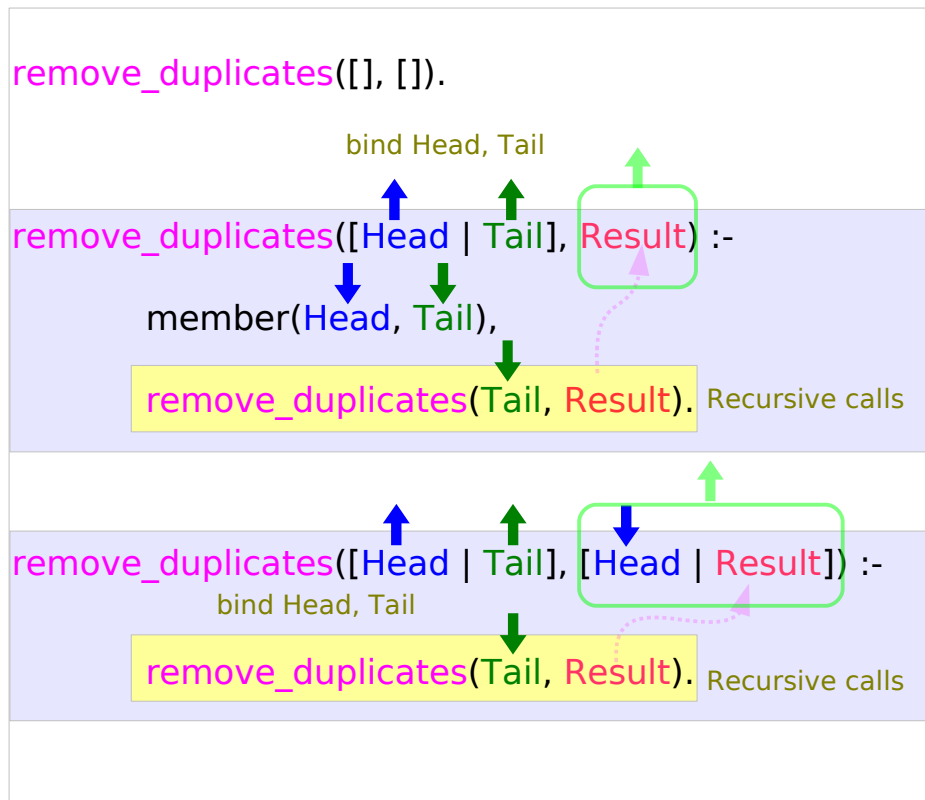 remove_duplicates([], []).
bind Head, Tail
remove_duplicates([Head | Tail], Result) :-
member(Head, Tail),
remove_duplicates(Tail, Result). Recursive calls
remove_duplicates([Head | Tail], [Head | Result]) :-
bind Head, Tail
remove_duplicates(Tail, Result). Recursive calls